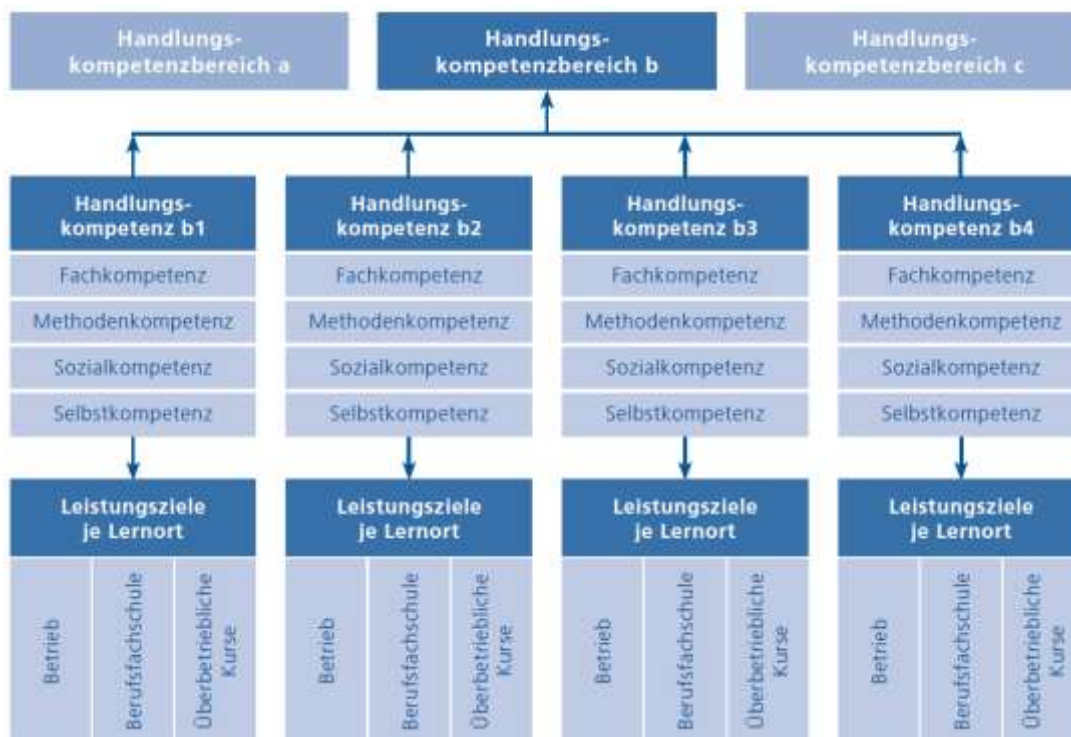 Handlungs-
kompetenzbereich a
Handlungs-
kompetenzbereich b
Handlungs-
kompetenzbereich c
Handlungs-
kompetenz b1
Fachkompetenz
Methodenkompetenz
Sozialkompetenz
Selbstkompetenz
Leistungsziele
je Lernort
Betrieb
Berufsfachschule
Überbetriebliche
Kurse
Handlungs-
kompetenz b2
Fachkompetenz
Methodenkompetenz
Sozialkompetenz
Selbstkompetenz
Leistungsziele
je Lernort
Betrieb
Berufsfachschule
Überbetriebliche
Kurse
Handlungs-
kompetenz b3
Fachkompetenz
Methodenkompetenz
Sozialkompetenz
Selbstkompetenz
Leistungsziele
je Lernort
Betrieb
Berufsfachschule
Überbetriebliche
Kurse
Handlungs-
kompetenz b4
Fachkompetenz
Methodenkompetenz
Sozialkompetenz
Selbstkompetenz
Leistungsziele
je Lernort
Betrieb
Berufsfachschule
Überbetriebliche
Kurse